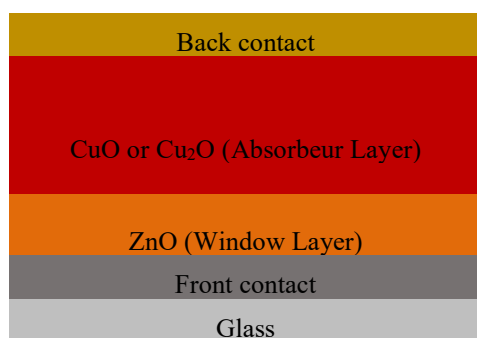 Back contact
CuO or Cu₂O (Absorbeur Layer)
ZnO (Window Layer)
Front contact
Glass